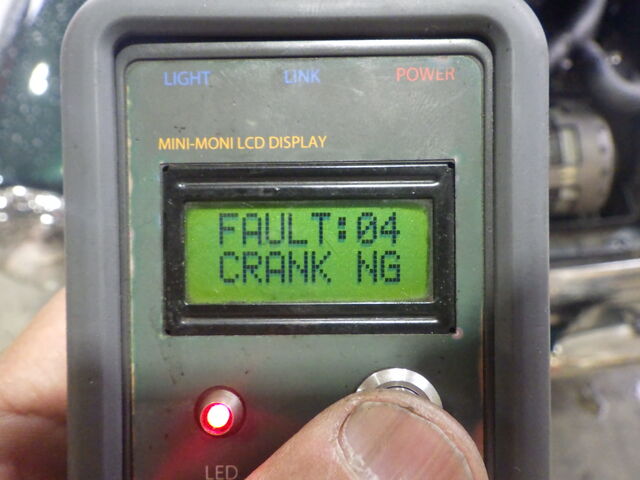 LIGHT LINK POWER
MINI-MONI LCD DISPLAY
FAULT:04
CRANK NG
LED